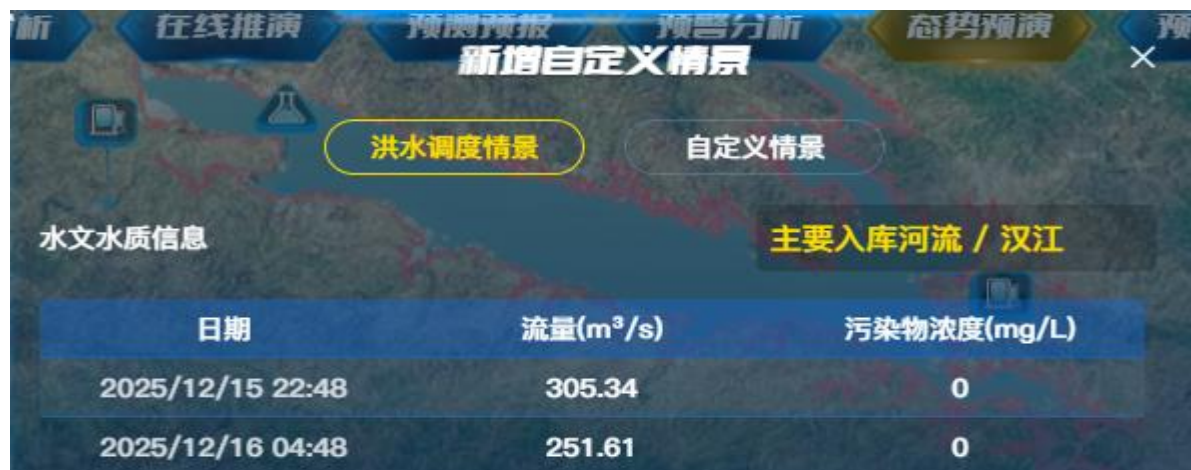 析 在线推演 预测预报 预警分析 态势预演 预
新增自定义情景 ×
洪水调度情景 自定义情景
水文水质信息 主要入库河流 / 汉江
日期 流量(m³/s) 污染物浓度(mg/L)
2025/12/15 22:48 305.34 0
2025/12/16 04:48 251.61 0